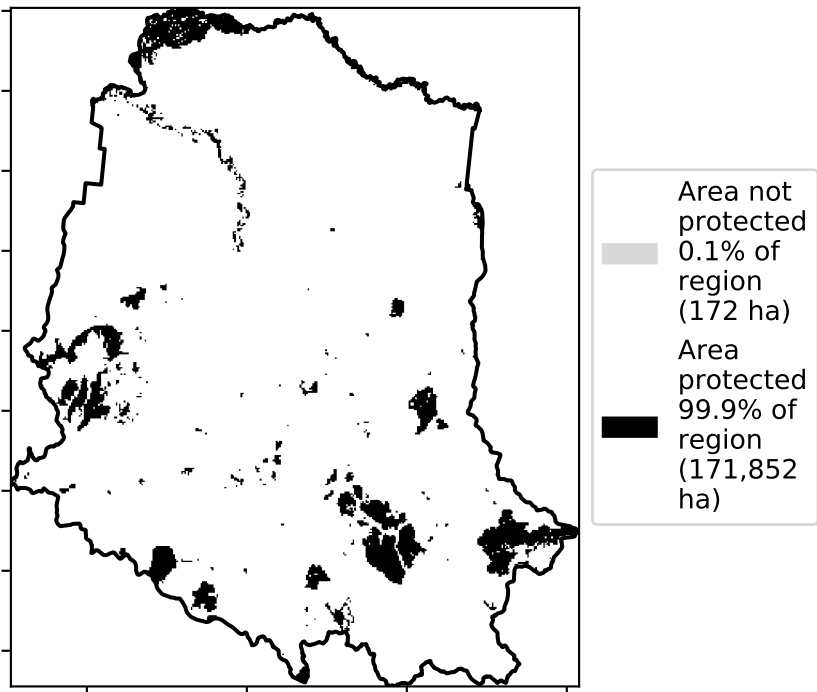 Area not
protected
0.1% of
region
(172 ha)
Area
protected
99.9% of
region
(171,852
ha)